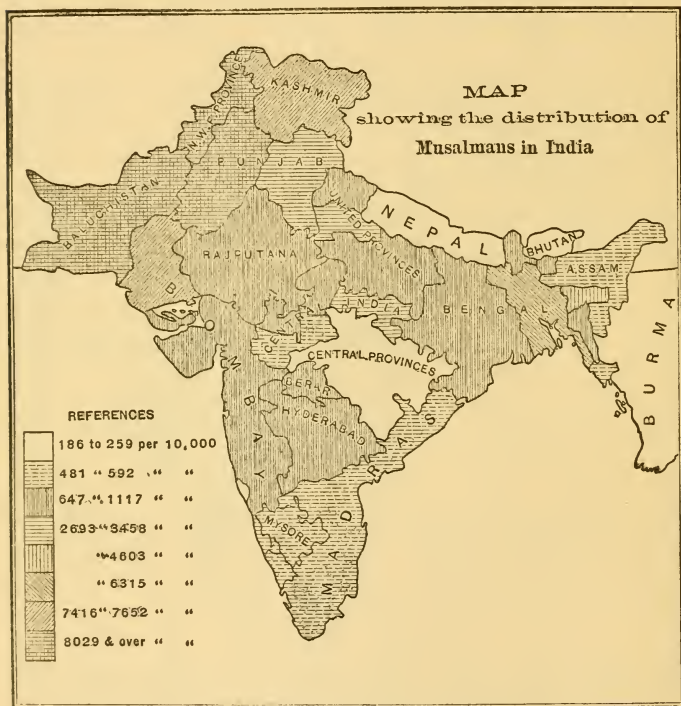 MAP
showing the distribution of
Musalmans in India
KASHMIR
N.W.F. PROVINCE
PUNJAB
BALUCHISTAN
UNITED PROVINCES
NEPAL
BHUTAN
RAJPUTANA
ASSAM
CENTRAL INDIA
BENGAL
BURMA
CENTRAL PROVINCES
BOMBAY
BERAR
HYDERABAD
MADRAS
MYSORE
REFERENCES
186 to 259 per 10,000
481 “ 592 “ “
647 “ 1117 “ “
2693 “ 3458 “ “
“ 4603 “ “
“ 6315 “ “
7416 “ 7652 “ “
8029 & over “ “